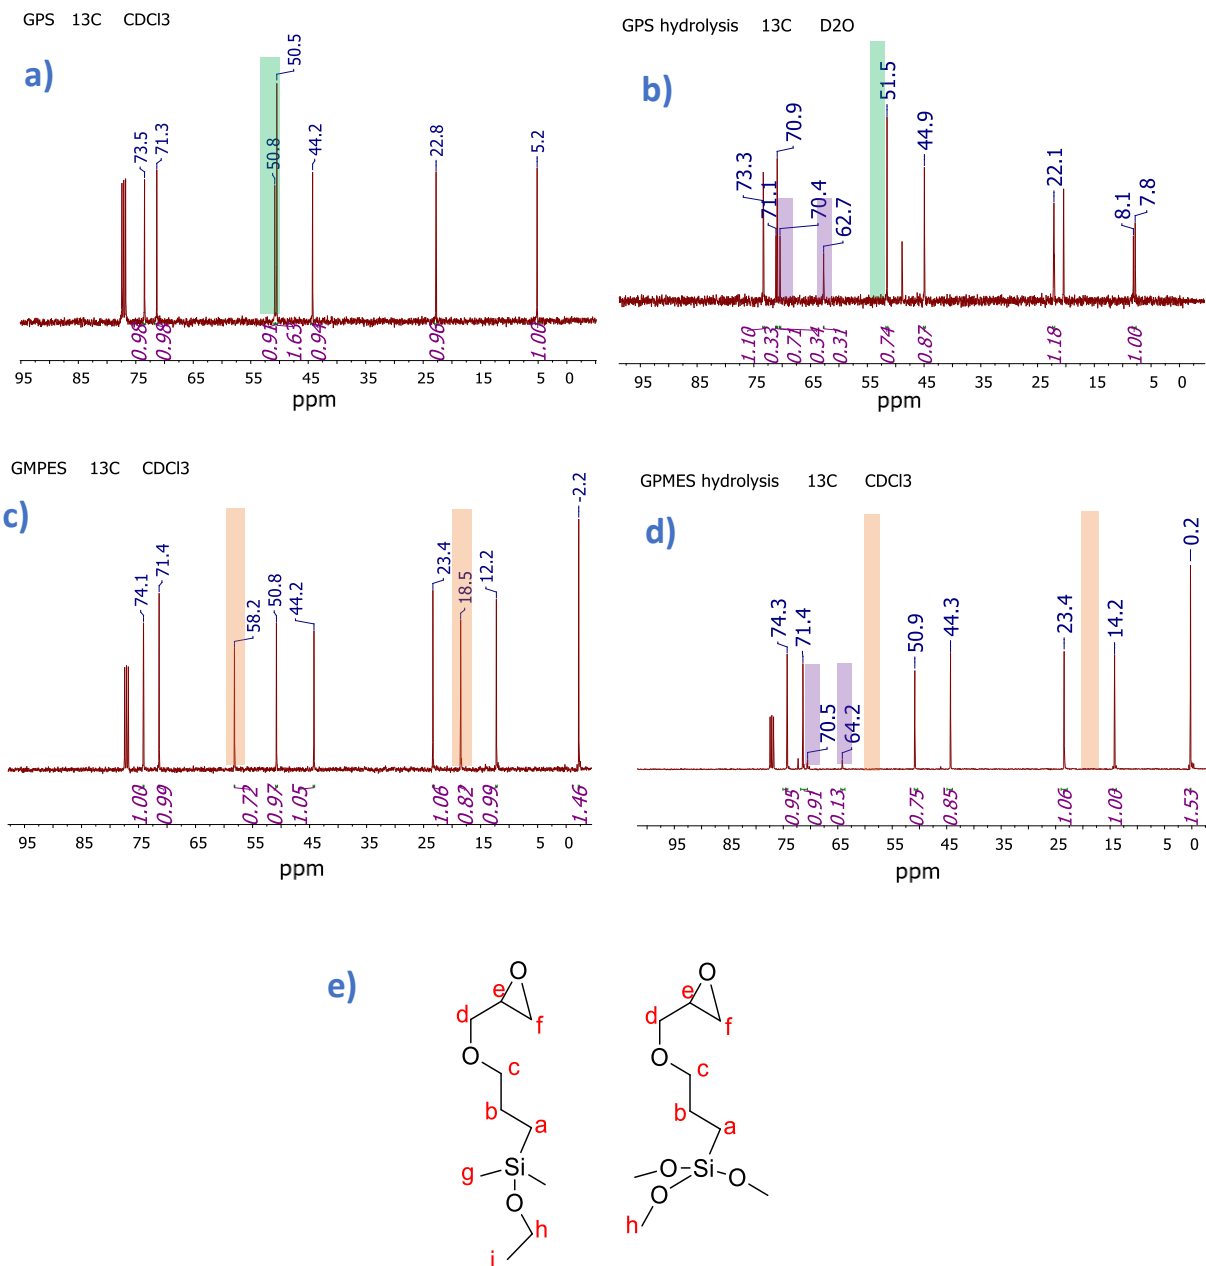 GPS 13C CDCl3
a)
73.5
71.3
50.8
50.5
44.2
22.8
5.2
0.98
0.98
0.91
1.63
0.94
0.96
1.00
95 85 75 65 55 45 35 25 15 5 0
ppm
GPS hydrolysis 13C D2O
b)
73.3
71.1
70.9
70.4
62.7
51.5
44.9
22.1
8.1
7.8
1.10
0.33
0.71
0.34
0.31
0.74
0.87
1.18
1.00
95 85 75 65 55 45 35 25 15 5 0
ppm
GMPES 13C CDCl3
c)
74.1
71.4
58.2
50.8
44.2
23.4
18.5
12.2
-2.2
1.00
0.99
0.72
0.97
1.05
1.06
0.82
0.99
1.46
95 85 75 65 55 45 35 25 15 5 0
ppm
GPMES hydrolysis 13C CDCl3
d)
74.3
71.4
70.5
64.2
50.9
44.3
23.4
14.2
0.2
0.95
0.91
0.13
0.75
0.85
1.06
1.00
1.53
95 85 75 65 55 45 35 25 15 5 0
ppm
e)
O
e
d
f
O
c
b
a
g
Si
O
h
i
O
e
d
f
O
c
b
a
O
Si
O
O
h